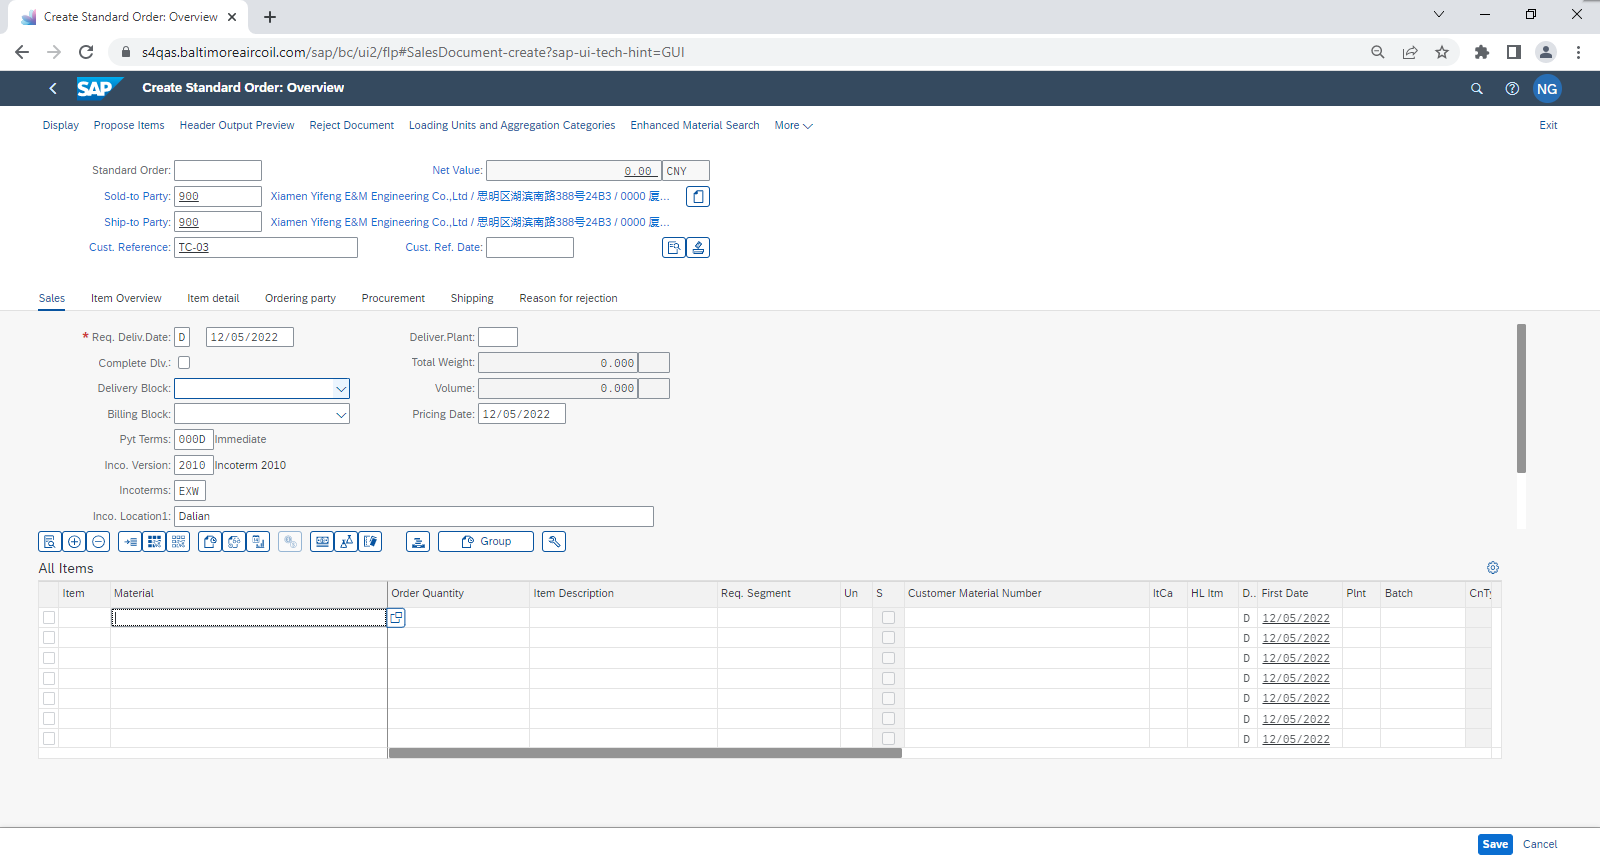 Create Standard Order: Overview
s4qas.baltimoreaircoil.com/sap/bc/ui2/flp#SalesDocument-create?sap-ui-tech-hint=GUI
SAP Create Standard Order: Overview NG
Display Propose Items Header Output Preview Reject Document Loading Units and Aggregation Categories Enhanced Material Search More Exit
Standard Order: Net Value: 0.00 CNY
Sold-to Party: 900 Xiamen Yifeng E&M Engineering Co.,Ltd / 思明区湖滨南路388号24B3 / 0000 厦...
Ship-to Party: 900 Xiamen Yifeng E&M Engineering Co.,Ltd / 思明区湖滨南路388号24B3 / 0000 厦...
Cust. Reference: TC-03 Cust. Ref. Date:
Sales Item Overview Item detail Ordering party Procurement Shipping Reason for rejection
* Req. Deliv.Date: D 12/05/2022 Deliver.Plant:
Complete Dlv.: Total Weight: 0.000
Delivery Block: Volume: 0.000
Billing Block: Pricing Date: 12/05/2022
Pyt Terms: 000D Immediate
Inco. Version: 2010 Incoterm 2010
Incoterms: EXW
Inco. Location1: Dalian
Group
All Items
Item Material Order Quantity Item Description Req. Segment Un S Customer Material Number ItCa HL Itm D.. First Date Plnt Batch CnTy
D 12/05/2022
D 12/05/2022
D 12/05/2022
D 12/05/2022
D 12/05/2022
D 12/05/2022
D 12/05/2022
Save Cancel